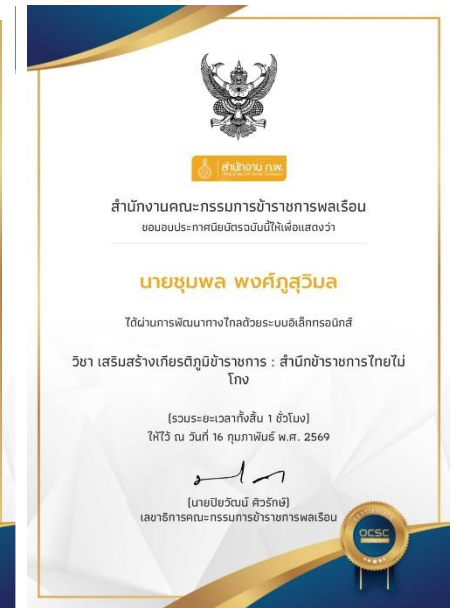 สำนักงาน ก.พ.
Office of the Civil Service Commission
สำนักงานคณะกรรมการข้าราชการพลเรือน
ขอมอบประกาศนียบัตรฉบับนี้ให้เพื่อแสดงว่า
นายชุมพล พงศ์ภูสุวิมล
ได้ผ่านการพัฒนาทางไกลด้วยระบบอิเล็กทรอนิกส์
วิชา เสริมสร้างเกียรติภูมิข้าราชการ : สำนึกข้าราชการไทยไม่
โกง
(รวมระยะเวลาทั้งสิ้น 1 ชั่วโมง)
ให้ไว้ ณ วันที่ 16 กุมภาพันธ์ พ.ศ. 2569
(นายปิยวัฒน์ ศิวรักษ์)
เลขาธิการคณะกรรมการข้าราชการพลเรือน
OCSC